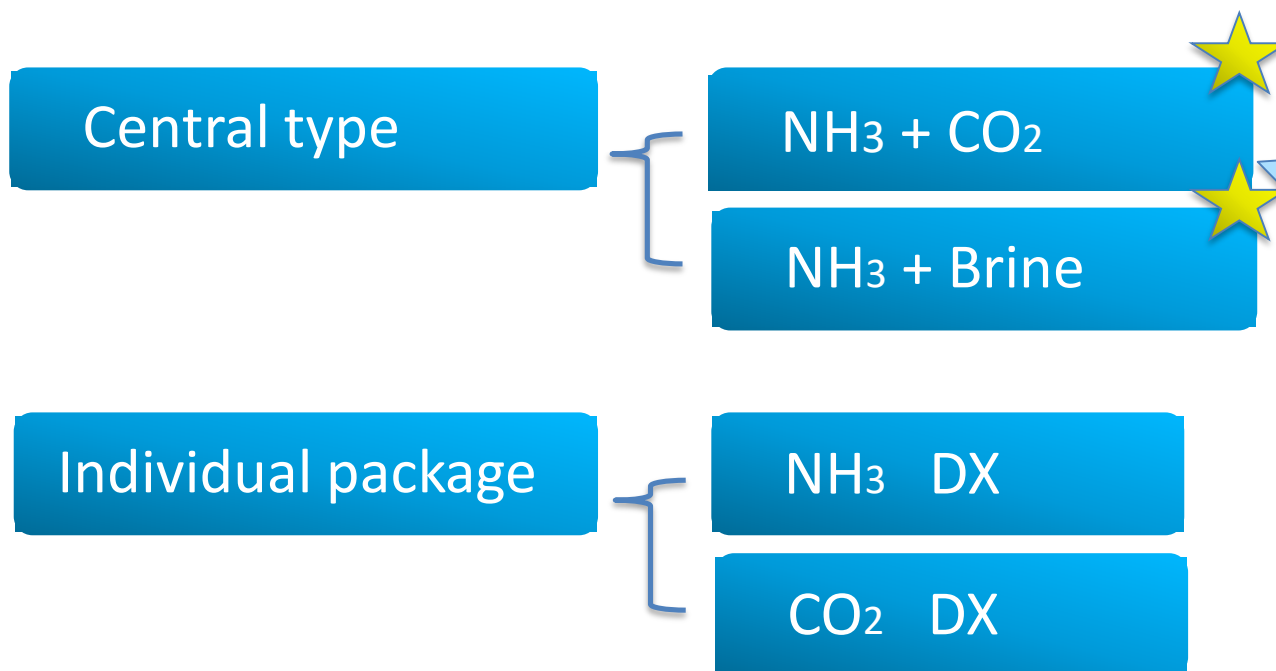 Central type
NH3 + CO2
NH3 + Brine
Individual package
NH3 DX
CO2 DX